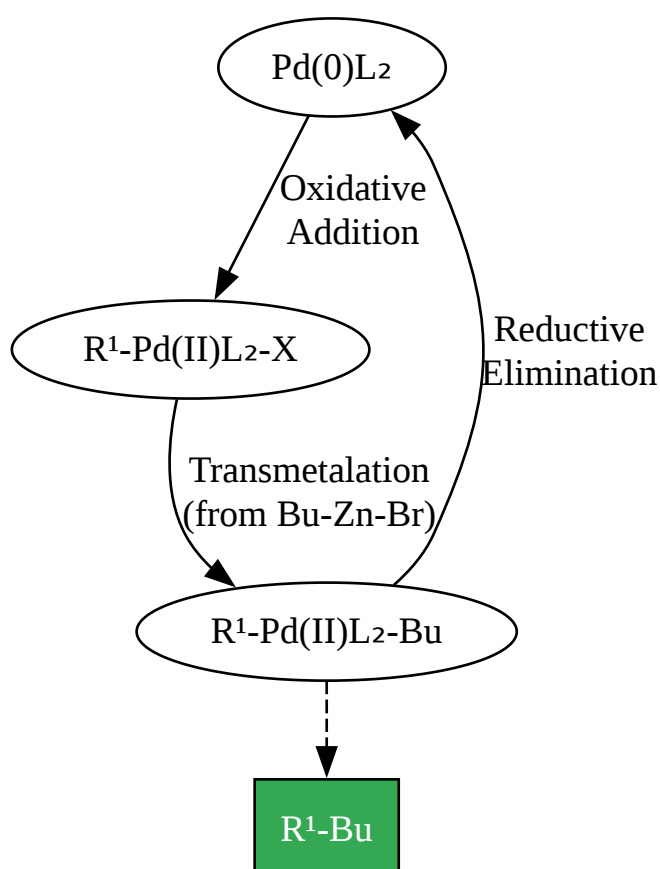 Pd(0)L₂
Oxidative
Addition
R¹-Pd(II)L₂-X
Reductive
Elimination
Transmetalation
(from Bu-Zn-Br)
R¹-Pd(II)L₂-Bu
R¹-Bu